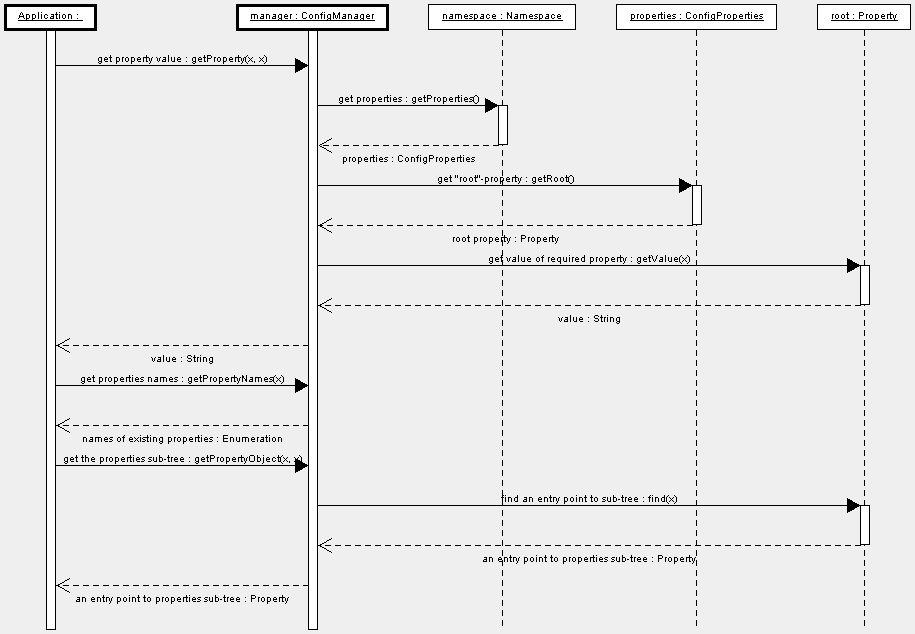 Application :
manager : ConfigManager
namespace : Namespace
properties : ConfigProperties
root : Property
get property value : getProperty(x, x)
get properties : getProperties()
properties : ConfigProperties
get "root"-property : getRoot()
root property : Property
get value of required property : getValue(x)
value : String
value : String
get properties names : getPropertyNames(x)
names of existing properties : Enumeration
get the properties sub-tree : getPropertyObject(x, x)
find an entry point to sub-tree : find(x)
an entry point to properties sub-tree : Property
an entry point to properties sub-tree : Property